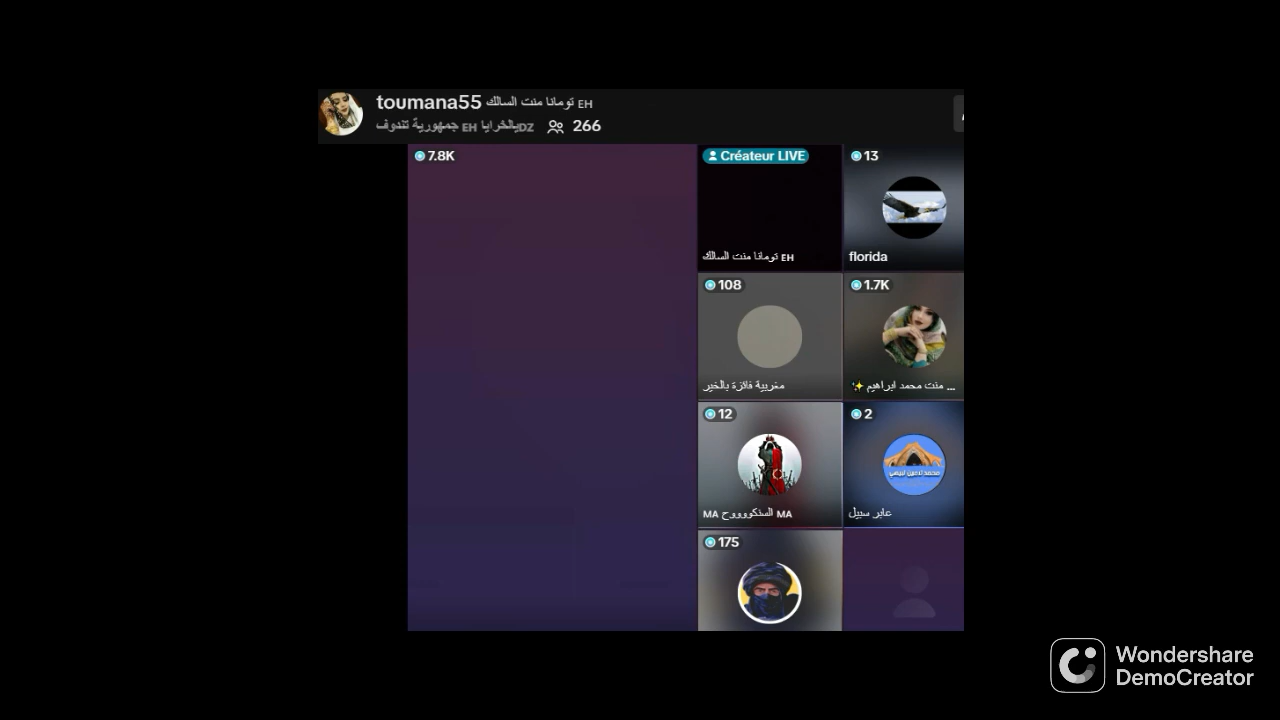 toumana55 تومانا منت السالك EH
جمهورية تندوف EH يالخرايا DZ 266
7.8K
Créateur LIVE
13
تومانا منت السالك EH
florida
108
1.7K
مغربية فائزة بالخير
✨ منت محمد ابراهيم ...
12
2
MA السنكوووح MA
عابر سبيل
175
Wondershare
DemoCreator